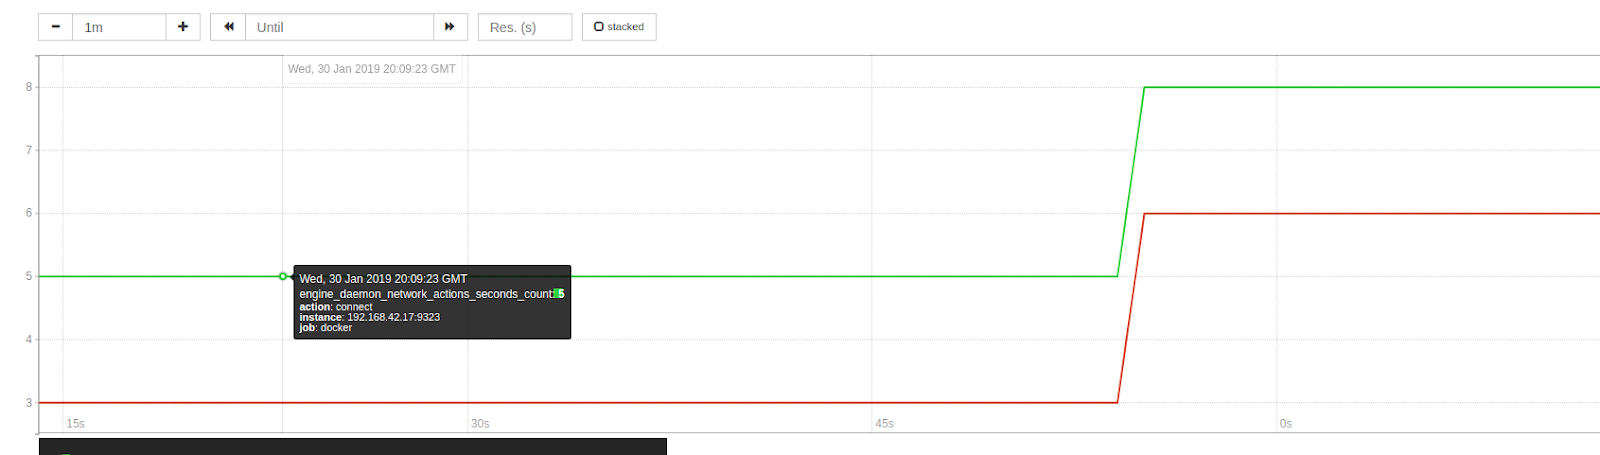 1m Until Res. (s) stacked
Wed, 30 Jan 2019 20:09:23 GMT
8
7
6
5
4
3
Wed, 30 Jan 2019 20:09:23 GMT
engine_daemon_network_actions_seconds_count: 5
action: connect
instance: 192.168.42.17:9323
job: docker
15s 30s 45s 0s